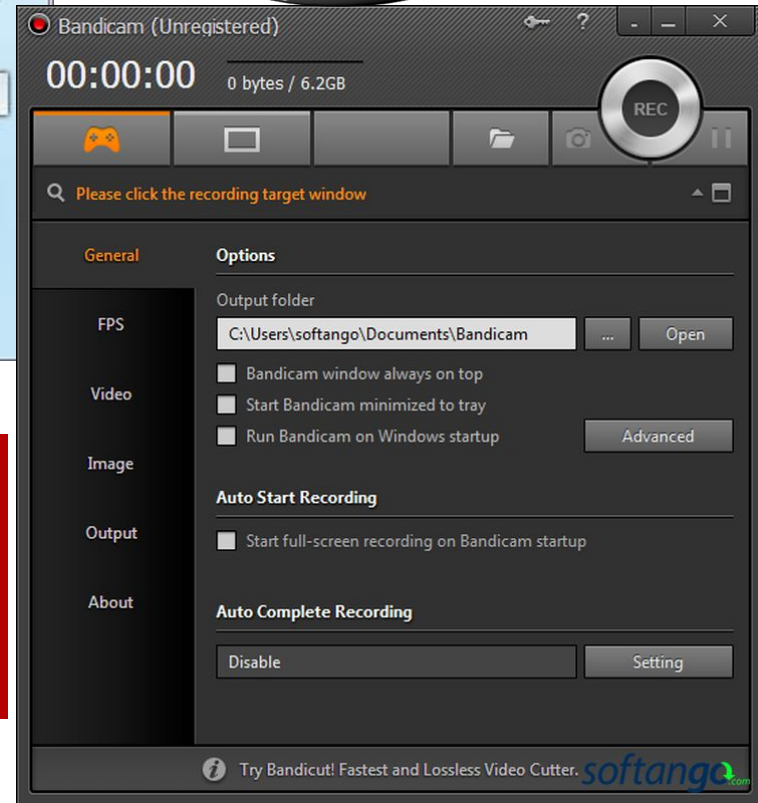 Bandicam (Unregistered) ?
00:00:00 0 bytes / 6.2GB
REC
Please click the recording target window
General
Options
Output folder
FPS
C:\Users\softango\Documents\Bandicam ... Open
Bandicam window always on top
Video
Start Bandicam minimized to tray
Run Bandicam on Windows startup Advanced
Image
Auto Start Recording
Output
Start full-screen recording on Bandicam startup
About
Auto Complete Recording
Disable Setting
Try Bandicut! Fastest and Lossless Video Cutter. softango.com